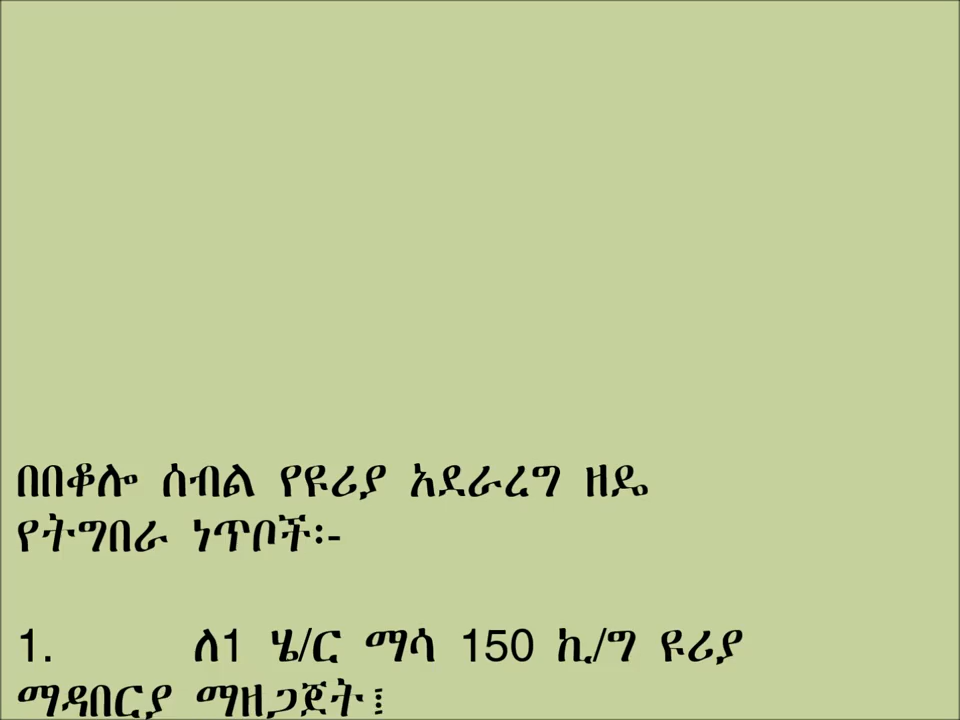 በበቆሎ ሰብል የዩሪያ አደራረግ ዘዴ
የትግበራ ነጥቦች፡-
1. ለ1 ሄ/ር ማሳ 150 ኪ/ግ ዩሪያ
ማዳበርያ ማዘጋጀት፤